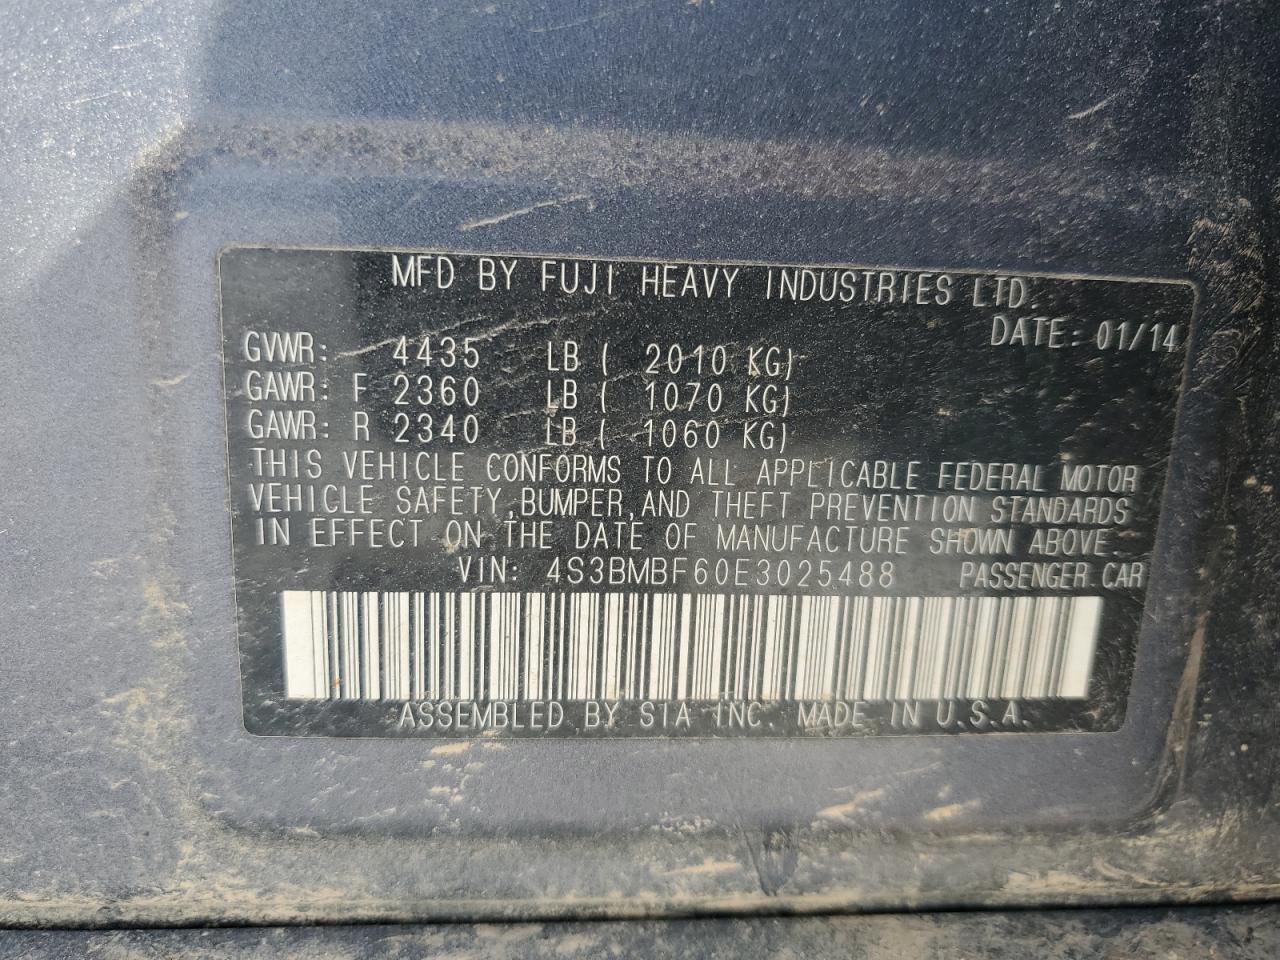 MFD BY FUJI HEAVY INDUSTRIES LTD.
DATE: 01/14
GVWR: 4435 LB ( 2010 KG)
GAWR: F 2360 LB ( 1070 KG)
GAWR: R 2340 LB ( 1060 KG)
THIS VEHICLE CONFORMS TO ALL APPLICABLE FEDERAL MOTOR
VEHICLE SAFETY, BUMPER, AND THEFT PREVENTION STANDARDS
IN EFFECT ON THE DATE OF MANUFACTURE SHOWN ABOVE.
VIN: 4S3BMBF60E3025488 PASSENGER CAR
ASSEMBLED BY SIA INC. MADE IN U.S.A.